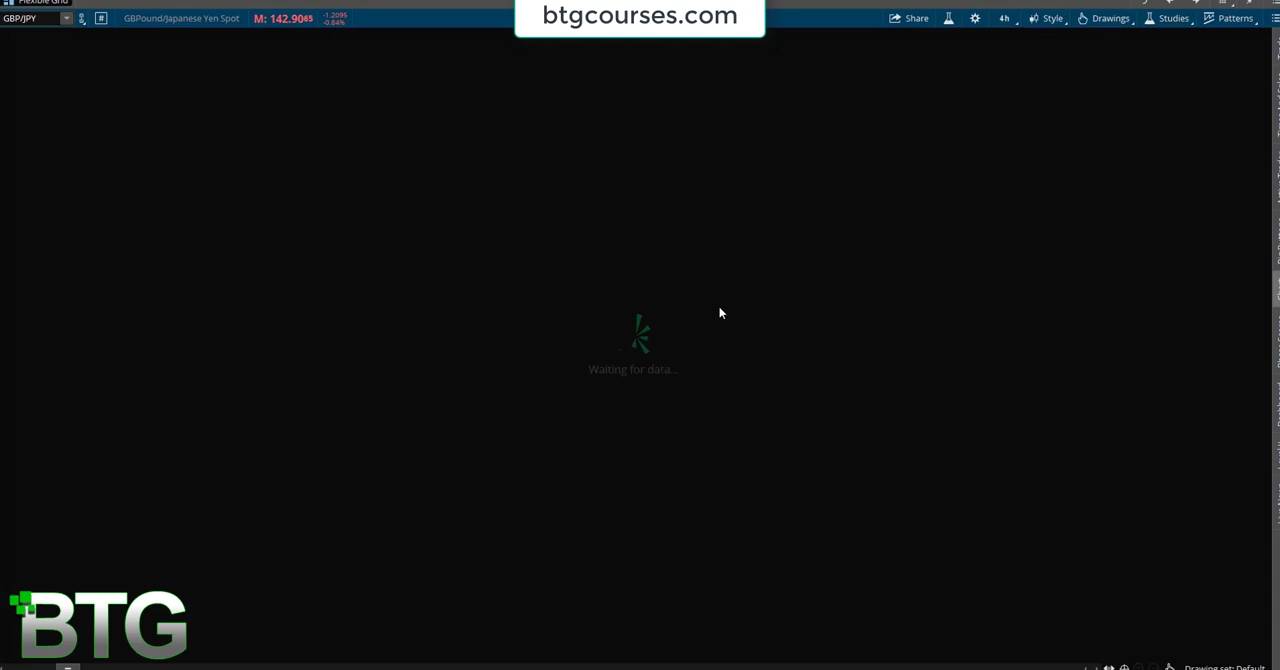 Flexible Grid
btgcourses.com
GBP/JPY
GBPound/Japanese Yen Spot
M: 142.9065
-1.2095
-0.84%
Share
4h
Style
Drawings
Studies
Patterns
Waiting for data...
BTG
Drawing set: Default